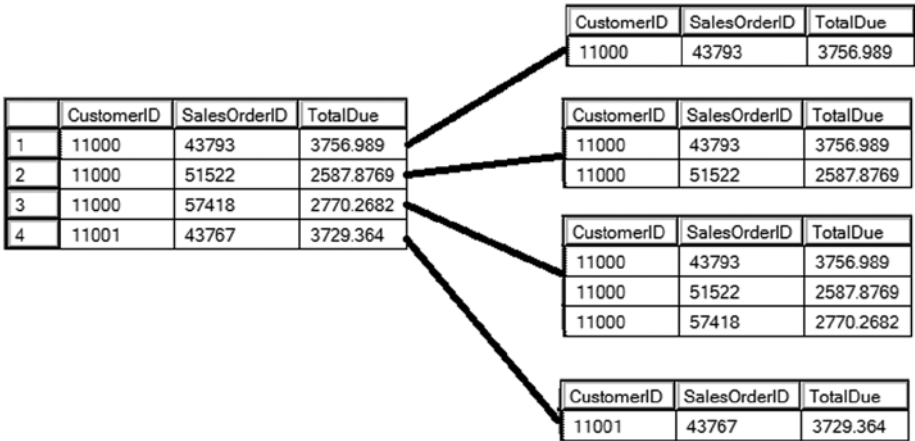 CustomerID SalesOrderID TotalDue
1 11000 43793 3756.989
2 11000 51522 2587.8769
3 11000 57418 2770.2682
4 11001 43767 3729.364
CustomerID SalesOrderID TotalDue
11000 43793 3756.989
CustomerID SalesOrderID TotalDue
11000 43793 3756.989
11000 51522 2587.8769
CustomerID SalesOrderID TotalDue
11000 43793 3756.989
11000 51522 2587.8769
11000 57418 2770.2682
CustomerID SalesOrderID TotalDue
11001 43767 3729.364